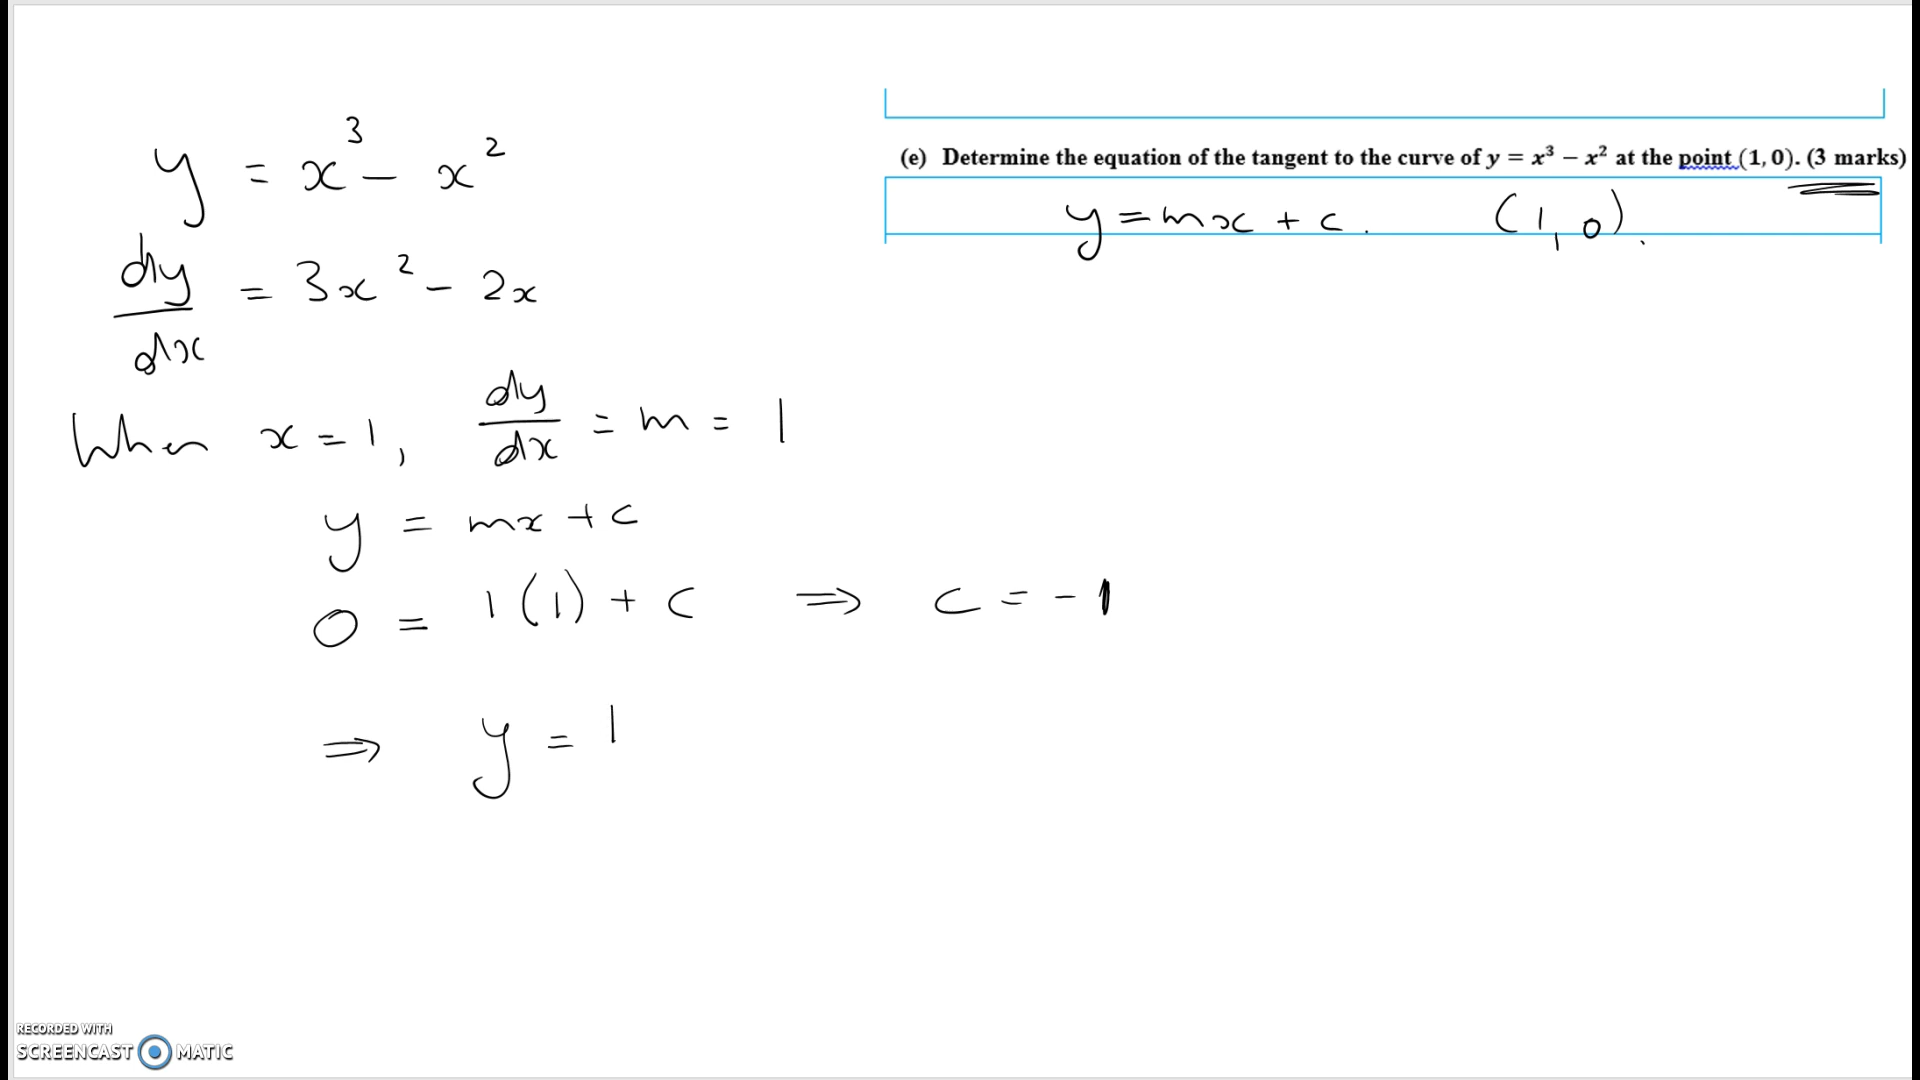 y = x³ - x²
dy/dx = 3x² - 2x
When x = 1, dy/dx = m = 1
y = mx + c
0 = 1(1) + c ⇒ c = -1
⇒ y = 1
(e) Determine the equation of the tangent to the curve of y = x³ − x² at the point (1, 0). (3 marks)
y = mx + c. (1, 0).
RECORDED WITH
SCREENCAST MATIC